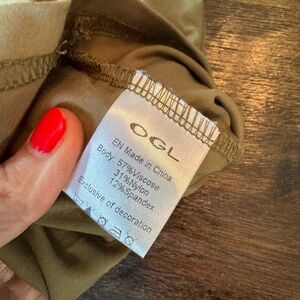 OGL
EN Made in China
Body: 57%Viscose
31%Nylon
12%Spandex
Exclusive of decoration